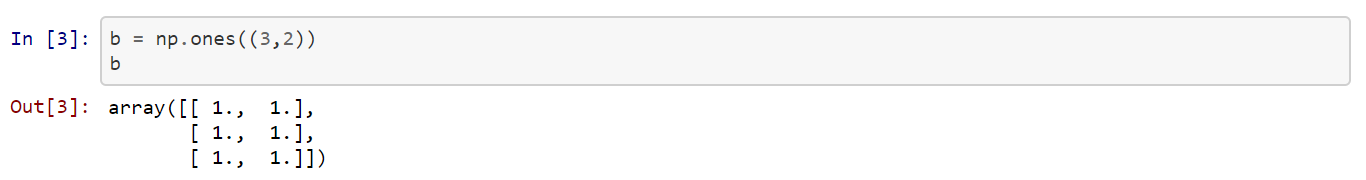 In [3]: b = np.ones((3,2))
b
Out[3]: array([[ 1.,  1.],
[ 1.,  1.],
[ 1.,  1.]])